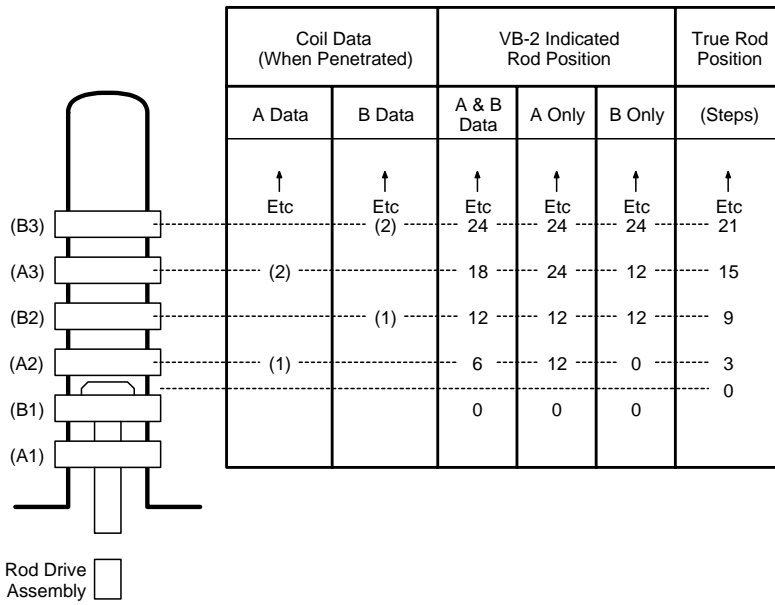 Coil Data
(When Penetrated)
VB-2 Indicated
Rod Position
True Rod
Position
A Data
B Data
A & B
Data
A Only
B Only
(Steps)
Etc Etc Etc Etc Etc Etc
(B3) (2) 24 24 24 21
(A3) (2) 18 24 12 15
(B2) (1) 12 12 12 9
(A2) (1) 6 12 0 3
0
(B1) 0 0 0
(A1)
Rod Drive
Assembly